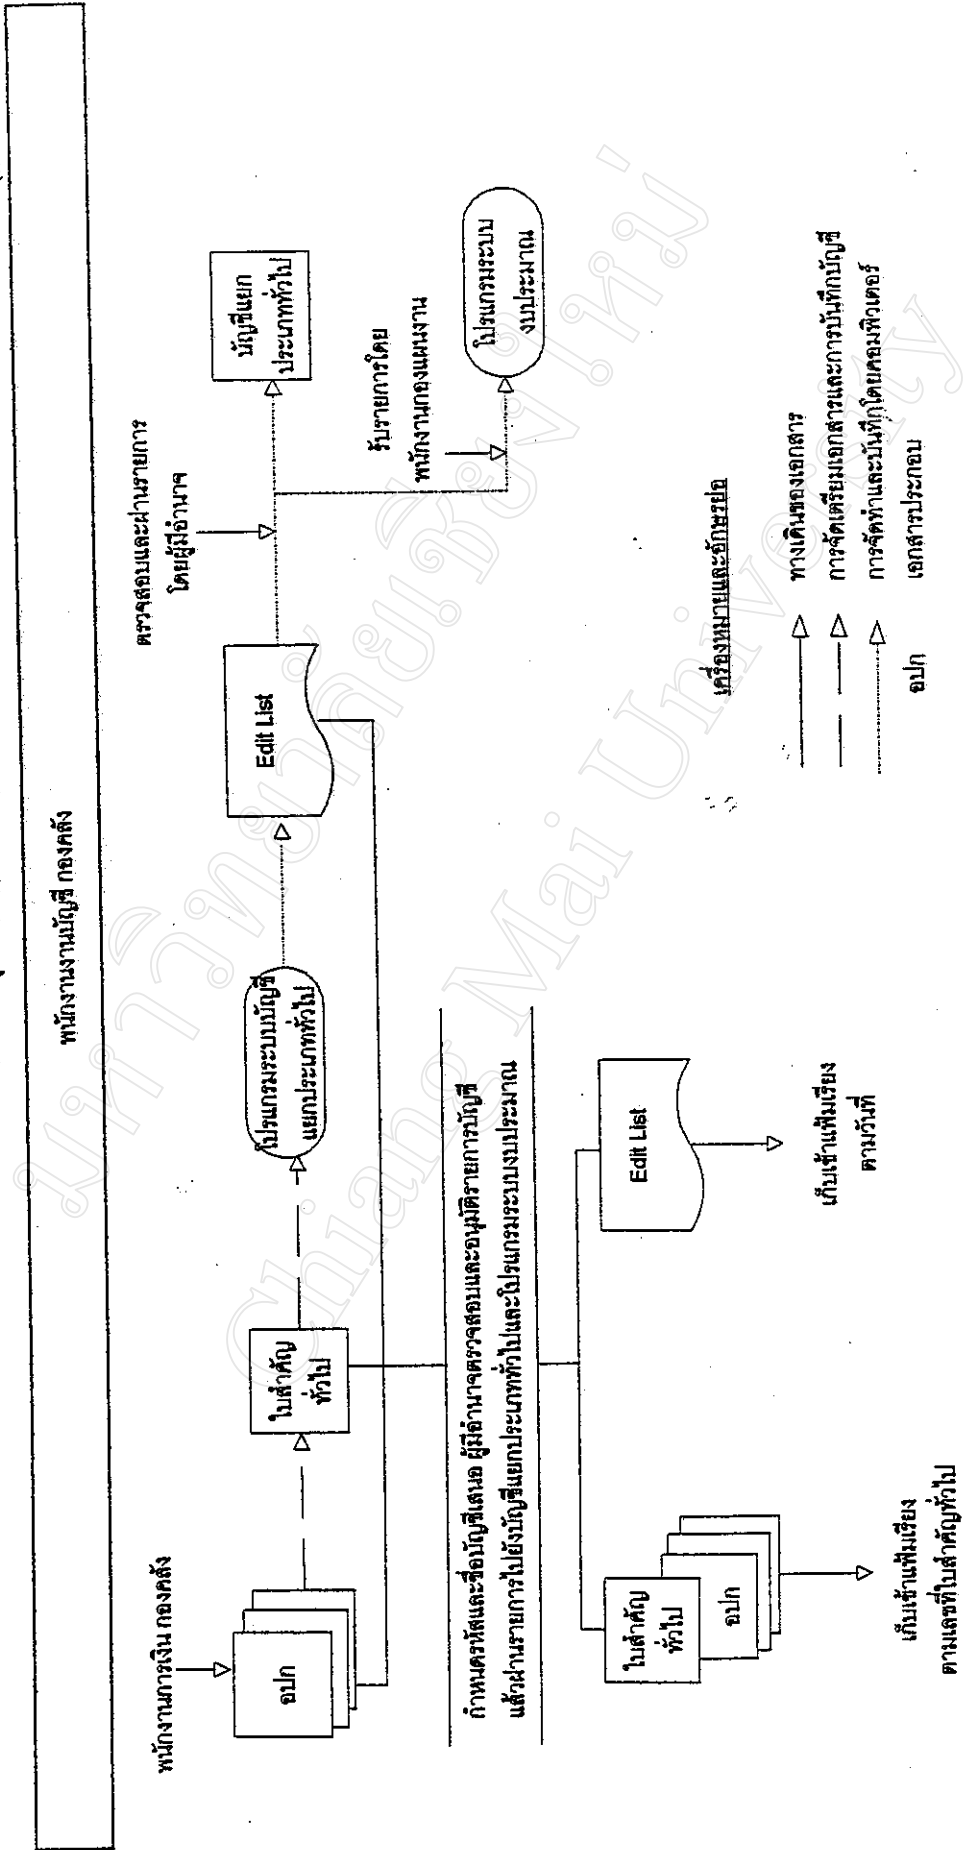 พนักงานงานบัญชี กองคลัง
พนักงานการเงิน กองคลัง
อปก
ใบสำคัญ
ทั่วไป
โปรแกรมระบบบัญชี
แยกประเภททั่วไป
Edit List
ตรวจสอบและผ่านรายการ
โดยผู้มีอำนาจ
บัญชีแยก
ประเภททั่วไป
รับรายการโดย
พนักงานกองแผนงาน
โปรแกรมระบบ
งบประมาณ
กำหนดรหัสและชื่อบัญชีเสนอ ผู้มีอำนาจตรวจสอบและอนุมัติรายการบัญชี
แล้วผ่านรายการไปยังบัญชีแยกประเภททั่วไปและโปรแกรมระบบงบประมาณ
ใบสำคัญ
ทั่วไป
อปก
เก็บเข้าแฟ้มเรียง
ตามเลขที่ใบสำคัญทั่วไป
Edit List
เก็บเข้าแฟ้มเรียง
ตามวันที่
เครื่องหมายและอักษรย่อ
ทางเดินของเอกสาร
การจัดเตรียมเอกสารและการบันทึกบัญชี
การจัดทำและบันทึกโดยคอมพิวเตอร์
อปก เอกสารประกอบ
มหาวิทยาลัยเชียงใหม่
Chiang Mai University